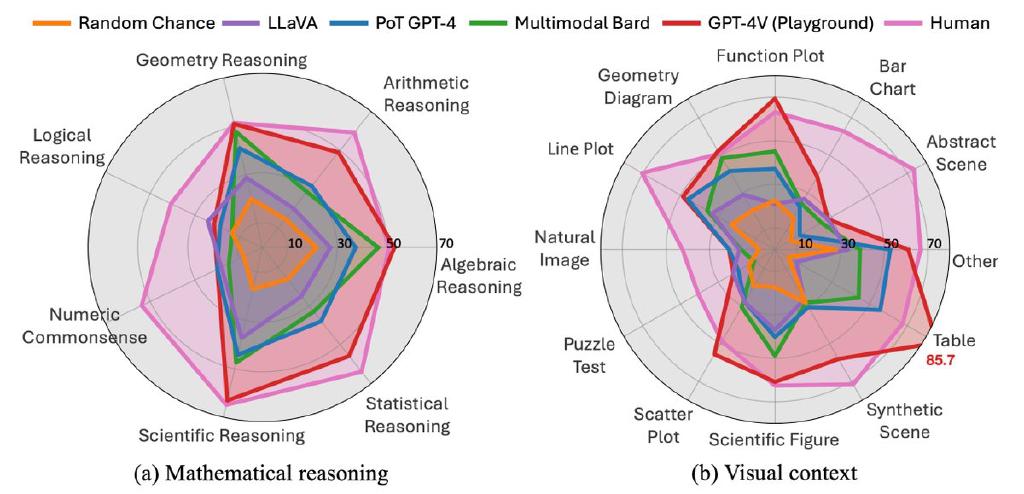 Random Chance LLaVA PoT GPT-4 Multimodal Bard GPT-4V (Playground) Human
Geometry Reasoning
Arithmetic
Reasoning
Logical
Reasoning
10 30 50 70
Algebraic
Reasoning
Numeric
Commonsense
Statistical
Reasoning
Scientific Reasoning
(a) Mathematical reasoning
Function Plot
Bar
Chart
Geometry
Diagram
Line Plot
Abstract
Scene
Natural
Image
10 30 50 70
Other
Table
85.7
Puzzle
Test
Synthetic
Scene
Scatter
Plot
Scientific Figure
(b) Visual context